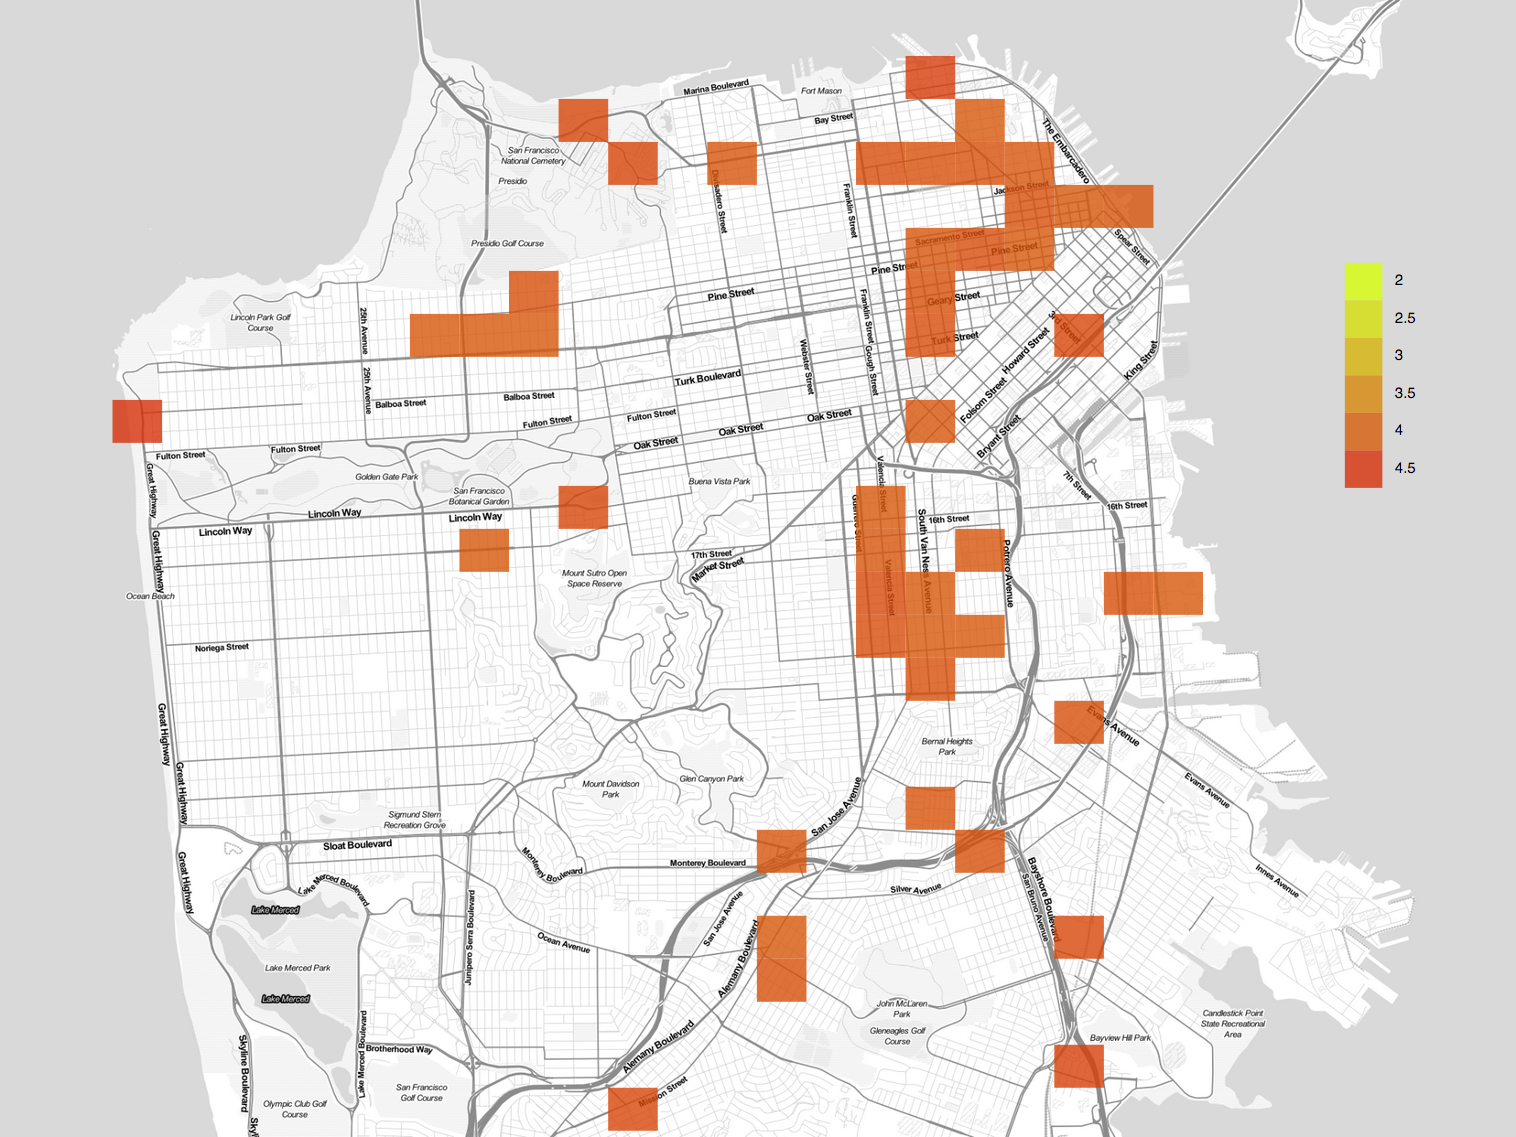 Marina Boulevard
Fort Mason
Bay Street
The Embarcadero
San Francisco
National Cemetery
Presidio
Divisadero Street
Franklin Street
Jackson Street
Presidio Golf Course
Sacramento Street
Pine Street
Spear Street
Pine Street
Pine Street
Geary Street
Lincoln Park Golf
Course
25th Avenue
Franklin Street
Gough Street
Turk Street
3rd Street
Howard Street
King Street
Webster Street
25th Avenue
Turk Boulevard
Balboa Street
Balboa Street
Folsom Street
Fulton Street
Fulton Street
Oak Street
Oak Street
Oak Street
Bryant Street
Fulton Street
Fulton Street
Golden Gate Park
Great Highway
San Francisco
Botanical Garden
Buena Vista Park
Valencia Street
7th Street
16th Street
Lincoln Way
Lincoln Way
Lincoln Way
Guerrero Street
South Van Ness Avenue
16th Street
17th Street
Market Street
Potrero Avenue
Great Highway
Mount Sutro Open
Space Reserve
Valencia Street
Ocean Beach
Noriega Street
Great Highway
Evans Avenue
Bernal Heights
Park
Great Highway
Mount Davidson
Park
Glen Canyon Park
San Jose Avenue
Evans Avenue
Sigmund Stern
Recreation Grove
Sloat Boulevard
Great Highway
Lake Merced Boulevard
Monterey Boulevard
Monterey Boulevard
Silver Avenue
Bayshore Boulevard
San Bruno Avenue
Innes Avenue
Lake Merced
Junipero Serra Boulevard
Ocean Avenue
San Jose Avenue
Alemany Boulevard
Lake Merced Park
Lake Merced
John McLaren
Park
Gleneagles Golf
Course
Candlestick Point
State Recreational
Area
Bayview Hill Park
Skyline Boulevard
Lake Merced Boulevard
Brotherhood Way
Alemany Boulevard
San Francisco
Golf Course
Mission Street
Olympic Club Golf
Course
Sky
2
2.5
3
3.5
4
4.5